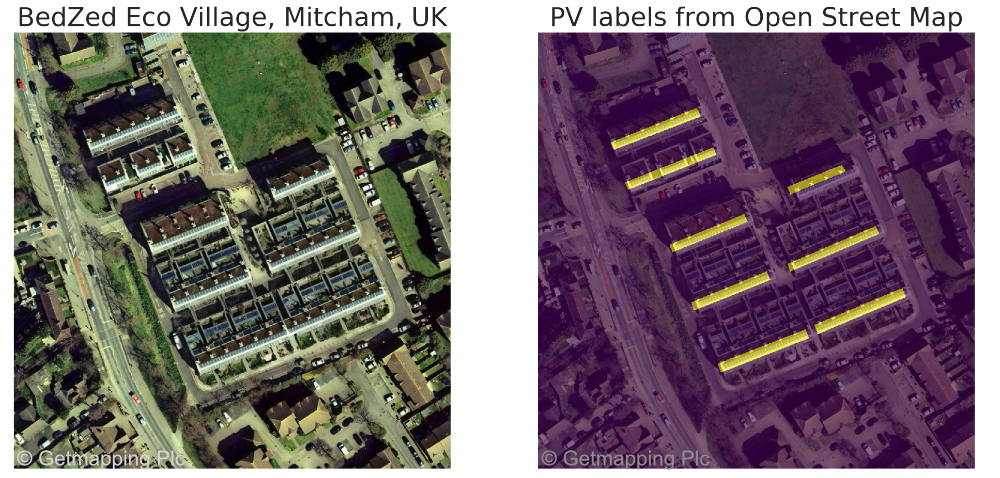 BedZed Eco Village, Mitcham, UK
PV labels from Open Street Map
© Getmapping Plc
© Getmapping Plc